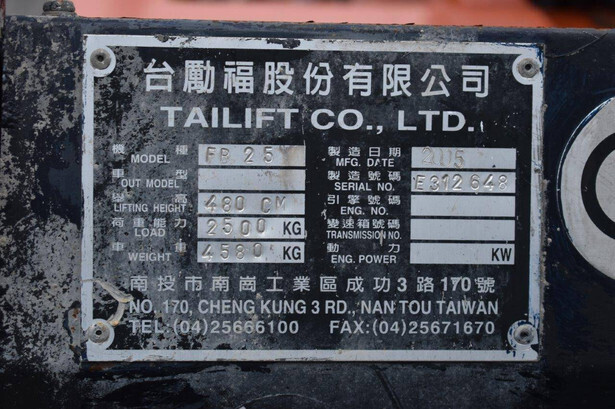 台勵福股份有限公司
TAILIFT CO., LTD.
機種 MODEL FB 25
製造日期 MFG. DATE
車型 OUT MODEL
製造號碼 SERIAL NO. E312648
揚高 LIFTING HEIGHT 480 CM
引擎號碼 ENG. NO.
荷重能力 LOAD 2500 KG
變速箱號碼 TRANSMISSION NO.
車重 WEIGHT 4580 KG
動力 ENG. POWER KW
南投市南崗工業區成功3路170號
NO. 170, CHENG KUNG 3 RD., NAN TOU TAIWAN
TEL:(04)25666100 FAX:(04)25671670